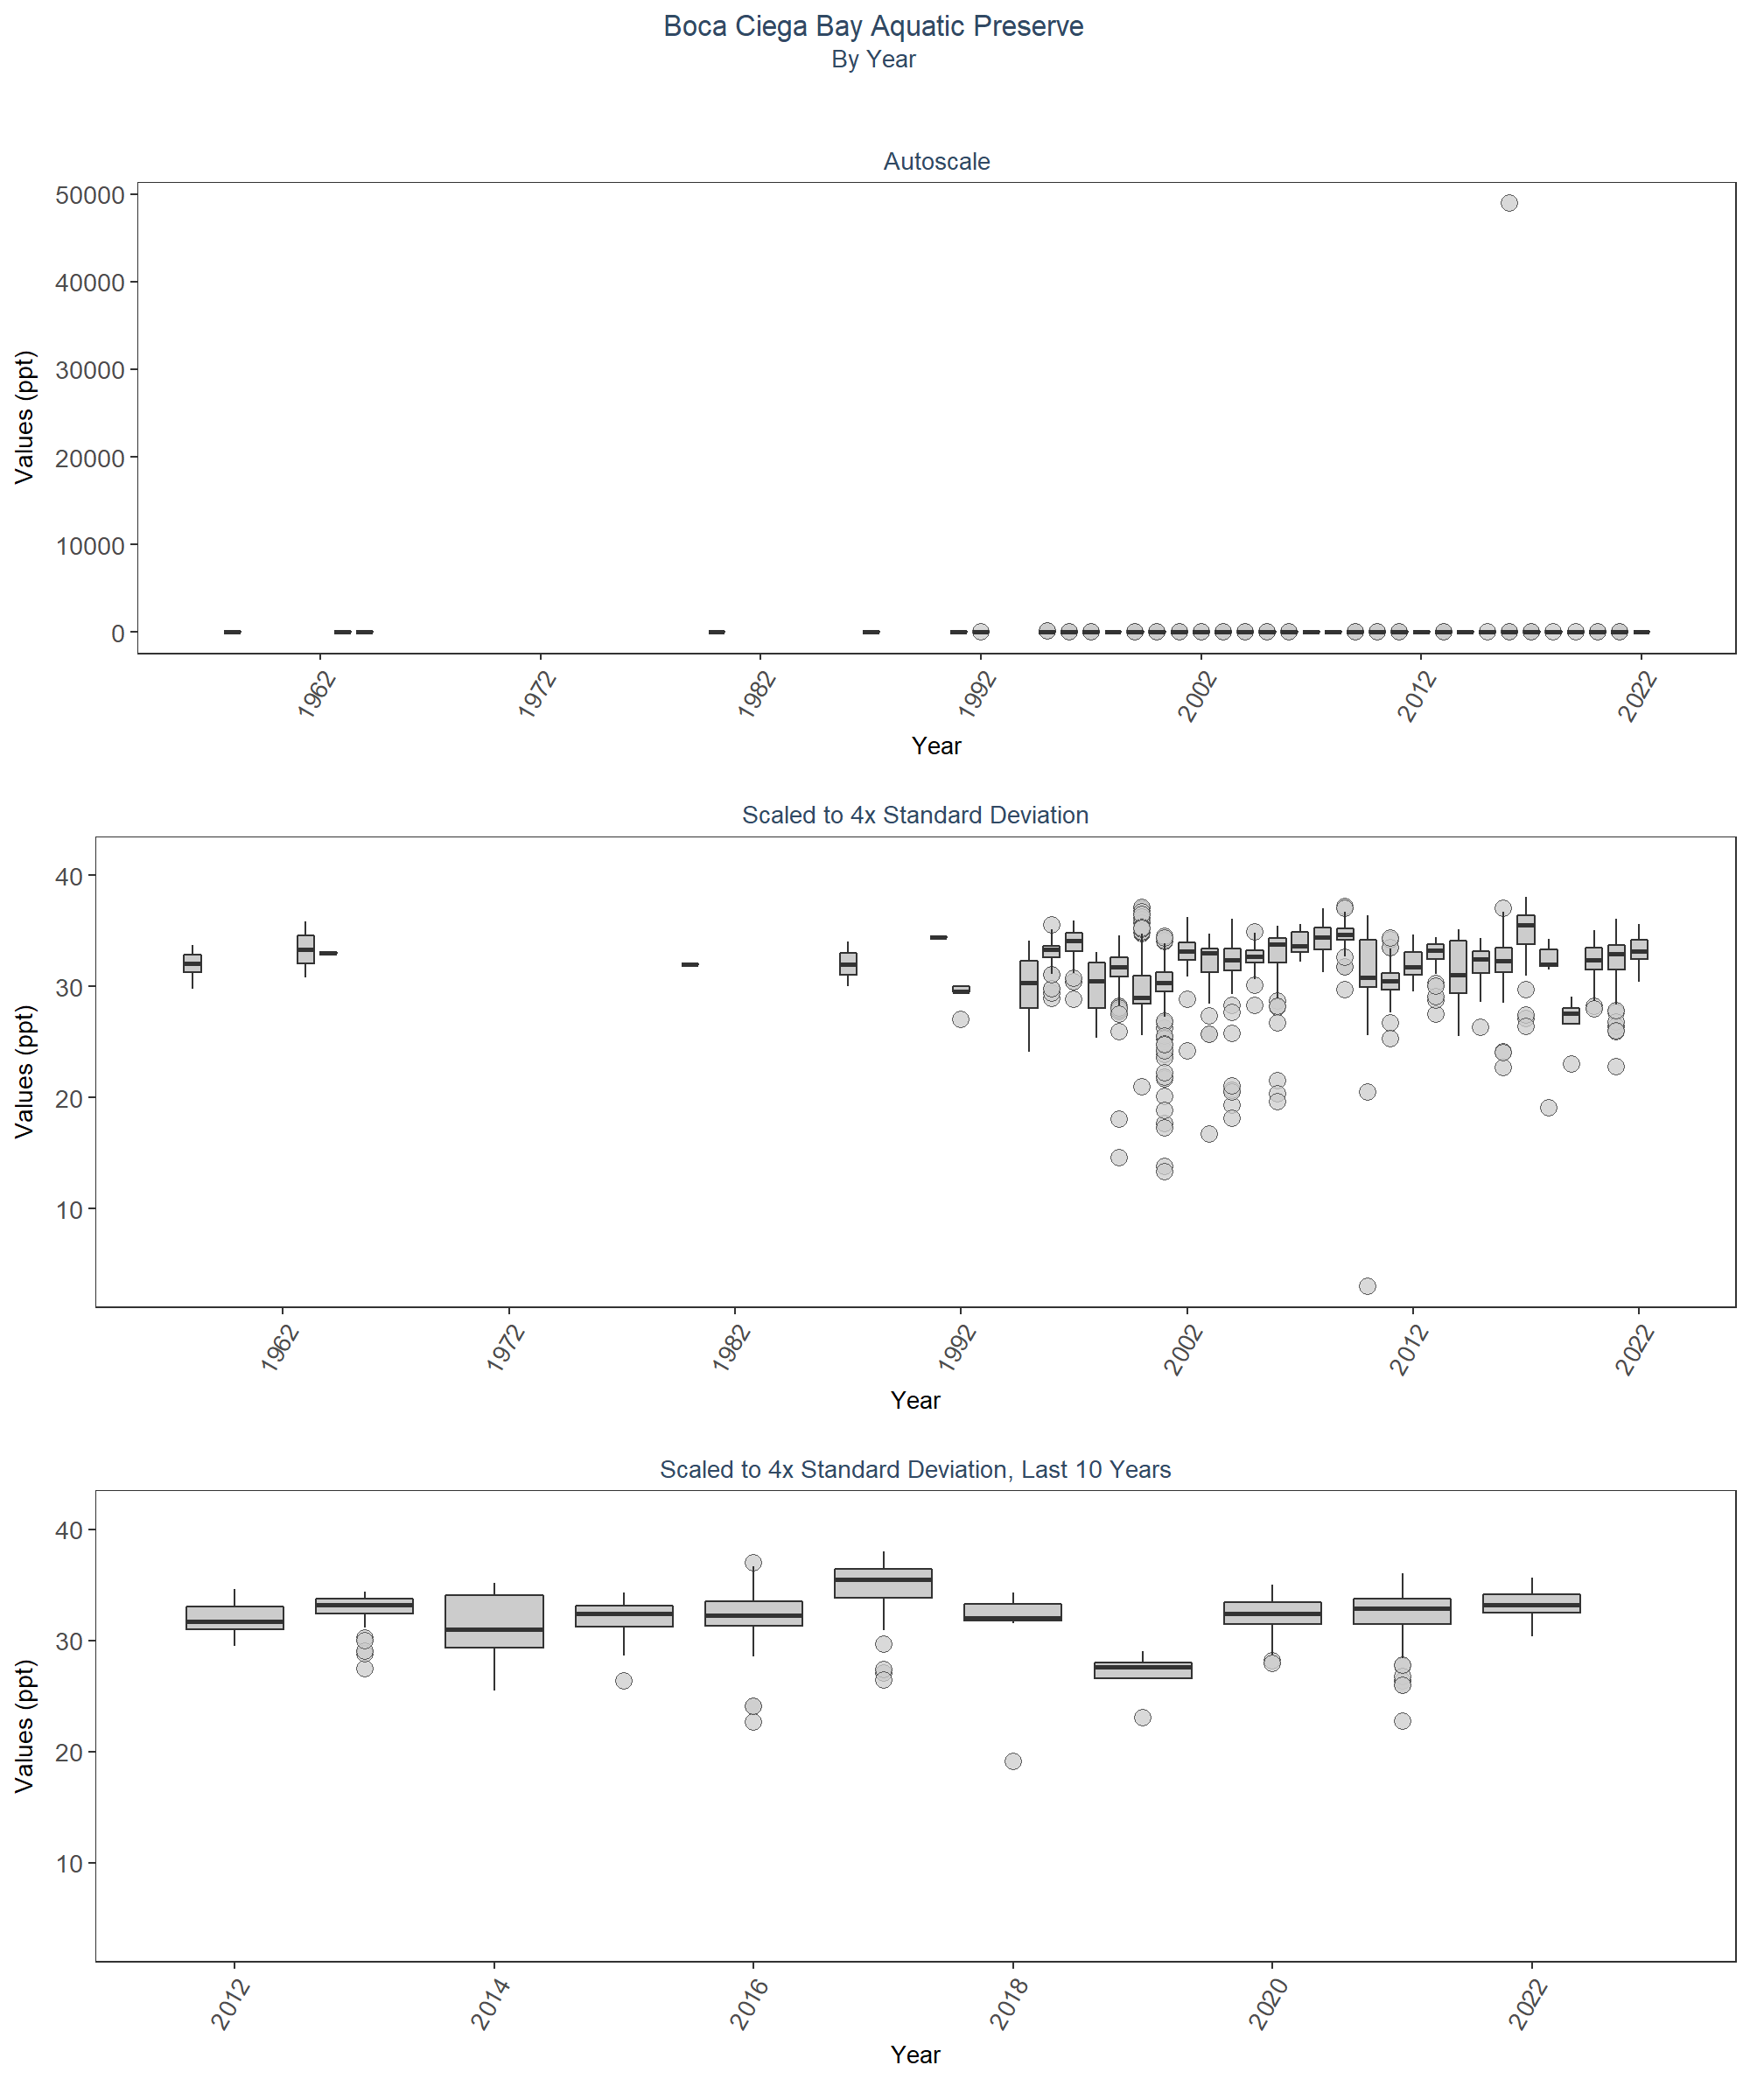 Boca Ciega Bay Aquatic Preserve
By Year
Autoscale
50000
40000
30000
20000
10000
0
Values (ppt)
1962 1972 1982 1992 2002 2012 2022
Year
Scaled to 4x Standard Deviation
40
30
20
10
Values (ppt)
1962 1972 1982 1992 2002 2012 2022
Year
Scaled to 4x Standard Deviation, Last 10 Years
40
30
20
10
Values (ppt)
2012 2014 2016 2018 2020 2022
Year